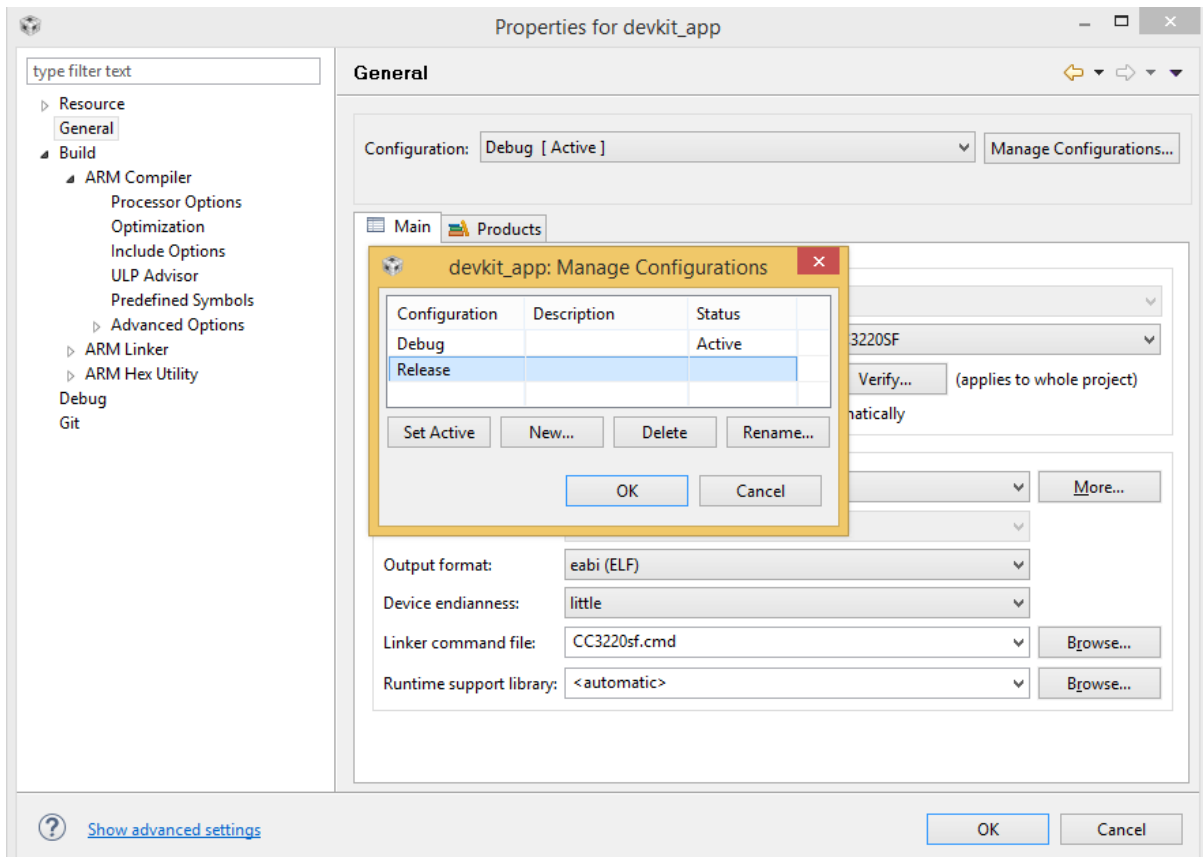 Properties for devkit_app
type filter text
Resource
General
Build
ARM Compiler
Processor Options
Optimization
Include Options
ULP Advisor
Predefined Symbols
Advanced Options
ARM Linker
ARM Hex Utility
Debug
Git
General
Configuration: Debug [ Active ] Manage Configurations...
Main Products
devkit_app: Manage Configurations
Configuration Description Status
Debug Active
Release
Set Active New... Delete Rename...
OK Cancel
3220SF
Verify... (applies to whole project)
matically
More...
Output format: eabi (ELF)
Device endianness: little
Linker command file: CC3220sf.cmd Browse...
Runtime support library: <automatic> Browse...
Show advanced settings
OK Cancel